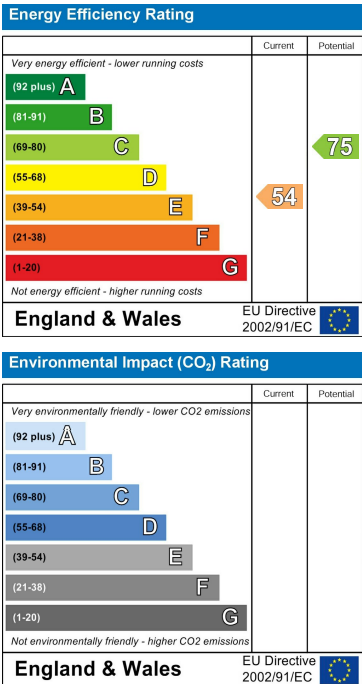 Energy Efficiency Rating
Current Potential
Very energy efficient - lower running costs
(92 plus) A
(81-91) B
(69-80) C
75
(55-68) D
(39-54) E
54
(21-38) F
(1-20) G
Not energy efficient - higher running costs
England & Wales
EU Directive
2002/91/EC
Environmental Impact (CO₂) Rating
Current Potential
Very environmentally friendly - lower CO2 emissions
(92 plus) A
(81-91) B
(69-80) C
(55-68) D
(39-54) E
(21-38) F
(1-20) G
Not environmentally friendly - higher CO2 emissions
England & Wales
EU Directive
2002/91/EC